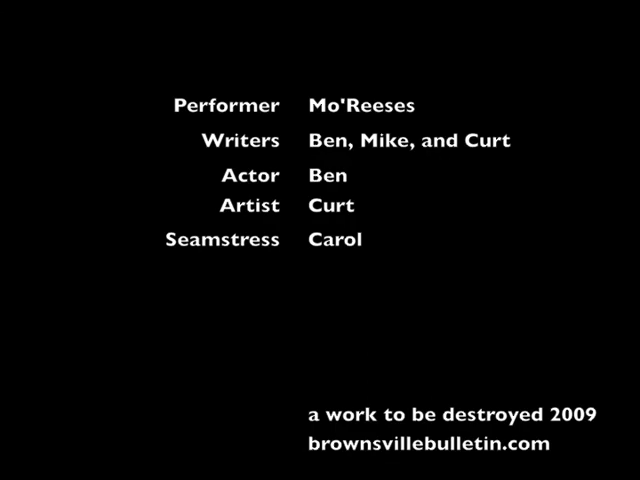 Performer Mo'Reeses
Writers Ben, Mike, and Curt
Actor Ben
Artist Curt
Seamstress Carol
a work to be destroyed 2009
brownsvillebulletin.com